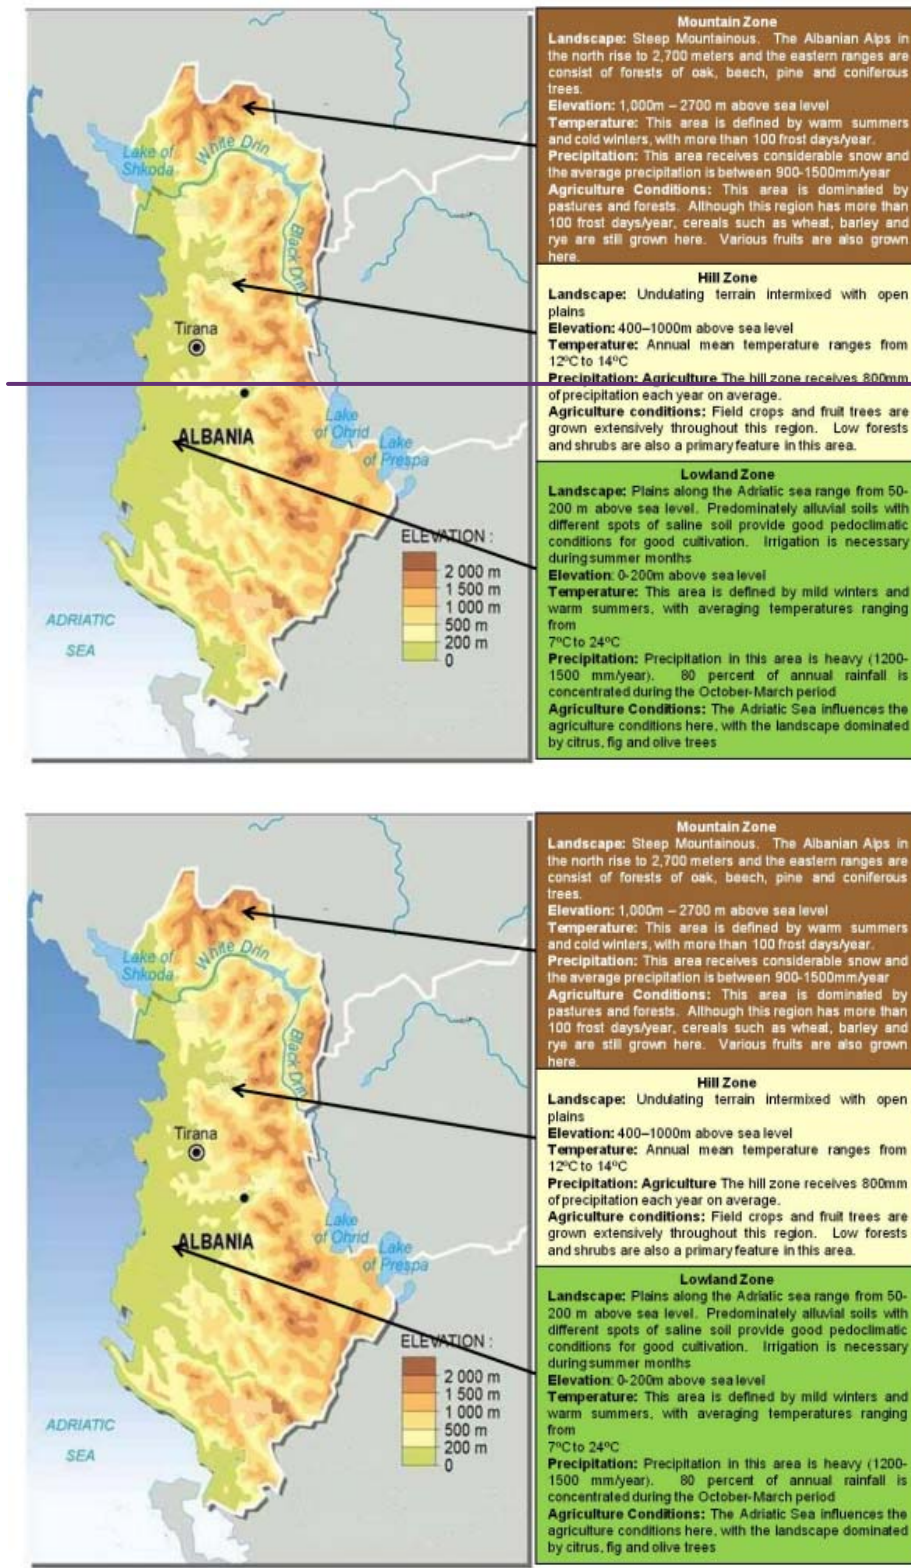 Lake of
Shkoda
White Drin
Black Drin
Tirana
ALBANIA
Lake
of Ohrid
Lake
of Prespa
ELEVATION :
2 000 m
1 500 m
1 000 m
500 m
200 m
0
ADRIATIC
SEA
Mountain Zone
Landscape: Steep Mountainous. The Albanian Alps in
the north rise to 2,700 meters and the eastern ranges are
consist of forests of oak, beech, pine and coniferous
trees.
Elevation: 1,000m – 2700 m above sea level
Temperature: This area is defined by warm summers
and cold winters, with more than 100 frost days/year.
Precipitation: This area receives considerable snow and
the average precipitation is between 900-1500mm/year
Agriculture Conditions: This area is dominated by
pastures and forests. Although this region has more than
100 frost days/year, cereals such as wheat, barley and
rye are still grown here. Various fruits are also grown
here.
Hill Zone
Landscape: Undulating terrain intermixed with open
plains
Elevation: 400–1000m above sea level
Temperature: Annual mean temperature ranges from
12ºC to 14ºC
Precipitation: Agriculture The hill zone receives 800mm
of precipitation each year on average.
Agriculture conditions: Field crops and fruit trees are
grown extensively throughout this region. Low forests
and shrubs are also a primary feature in this area.
Lowland Zone
Landscape: Plains along the Adriatic sea range from 50-
200 m above sea level. Predominately alluvial soils with
different spots of saline soil provide good pedoclimatic
conditions for good cultivation. Irrigation is necessary
during summer months
Elevation: 0-200m above sea level
Temperature: This area is defined by mild winters and
warm summers, with averaging temperatures ranging
from
7ºC to 24ºC
Precipitation: Precipitation in this area is heavy (1200-
1500 mm/year). 80 percent of annual rainfall is
concentrated during the October-March period
Agriculture Conditions: The Adriatic Sea influences the
agriculture conditions here, with the landscape dominated
by citrus, fig and olive trees
Lake of
Shkoda
White Drin
Black Drin
Tirana
ALBANIA
Lake
of Ohrid
Lake
of Prespa
ELEVATION :
2 000 m
1 500 m
1 000 m
500 m
200 m
0
ADRIATIC
SEA
Mountain Zone
Landscape: Steep Mountainous. The Albanian Alps in
the north rise to 2,700 meters and the eastern ranges are
consist of forests of oak, beech, pine and coniferous
trees.
Elevation: 1,000m – 2700 m above sea level
Temperature: This area is defined by warm summers
and cold winters, with more than 100 frost days/year.
Precipitation: This area receives considerable snow and
the average precipitation is between 900-1500mm/year
Agriculture Conditions: This area is dominated by
pastures and forests. Although this region has more than
100 frost days/year, cereals such as wheat, barley and
rye are still grown here. Various fruits are also grown
here.
Hill Zone
Landscape: Undulating terrain intermixed with open
plains
Elevation: 400–1000m above sea level
Temperature: Annual mean temperature ranges from
12ºC to 14ºC
Precipitation: Agriculture The hill zone receives 800mm
of precipitation each year on average.
Agriculture conditions: Field crops and fruit trees are
grown extensively throughout this region. Low forests
and shrubs are also a primary feature in this area.
Lowland Zone
Landscape: Plains along the Adriatic sea range from 50-
200 m above sea level. Predominately alluvial soils with
different spots of saline soil provide good pedoclimatic
conditions for good cultivation. Irrigation is necessary
during summer months
Elevation: 0-200m above sea level
Temperature: This area is defined by mild winters and
warm summers, with averaging temperatures ranging
from
7ºC to 24ºC
Precipitation: Precipitation in this area is heavy (1200-
1500 mm/year). 80 percent of annual rainfall is
concentrated during the October-March period
Agriculture Conditions: The Adriatic Sea influences the
agriculture conditions here, with the landscape dominated
by citrus, fig and olive trees